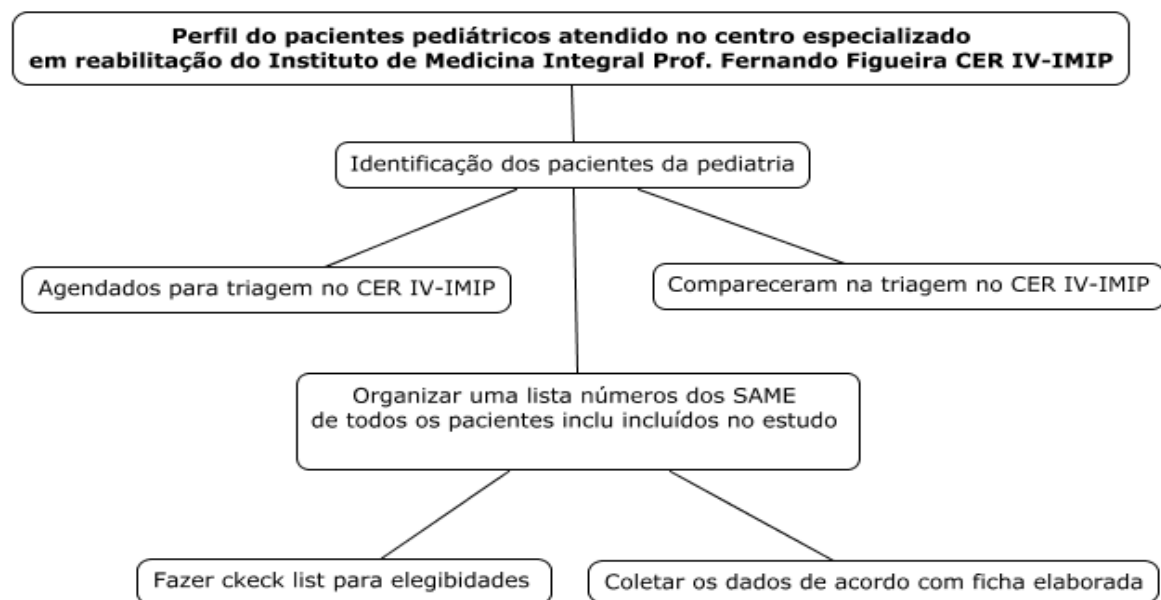 Perfil do pacientes pediátricos atendido no centro especializado
em reabilitação do Instituto de Medicina Integral Prof. Fernando Figueira CER IV-IMIP
Identificação dos pacientes da pediatria
Agendados para triagem no CER IV-IMIP
Compareceram na triagem no CER IV-IMIP
Organizar uma lista números dos SAME
de todos os pacientes inclu incluídos no estudo
Fazer ckeck list para elegibidades
Coletar os dados de acordo com ficha elaborada